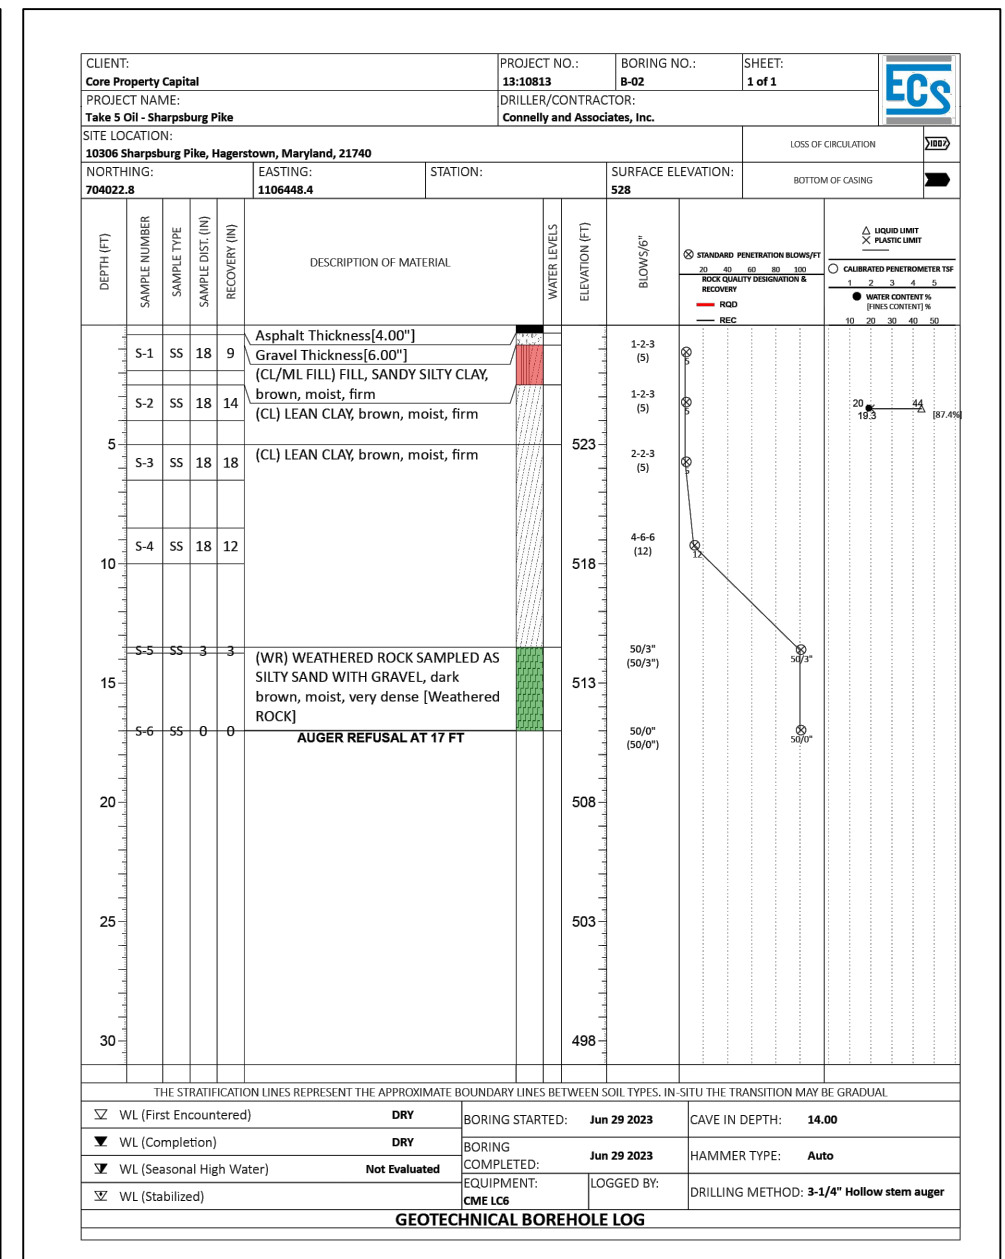 CLIENT:
Core Property Capital
PROJECT NO.:
13:10813
BORING NO.:
B-02
SHEET:
1 of 1
ECS
PROJECT NAME:
Take 5 Oil - Sharpsburg Pike
DRILLER/CONTRACTOR:
Connelly and Associates, Inc.
SITE LOCATION:
10306 Sharpsburg Pike, Hagerstown, Maryland, 21740
LOSS OF CIRCULATION
NORTHING:
704022.8
EASTING:
1106448.4
STATION:
SURFACE ELEVATION:
528
BOTTOM OF CASING
DEPTH (FT)
SAMPLE NUMBER
SAMPLE TYPE
SAMPLE DIST. (IN)
RECOVERY (IN)
DESCRIPTION OF MATERIAL
WATER LEVELS
ELEVATION (FT)
BLOWS/6"
STANDARD PENETRATION BLOWS/FT
20 40 60 80 100
ROCK QUALITY DESIGNATION &
RECOVERY
RQD
REC
LIQUID LIMIT
PLASTIC LIMIT
CALIBRATED PENETROMETER TSF
1 2 3 4 5
WATER CONTENT %
[FINES CONTENT] %
10 20 30 40 50
Asphalt Thickness[4.00"]
S-1 SS 18 9
Gravel Thickness[6.00"]
1-2-3
(5)
5
(CL/ML FILL) FILL, SANDY SILTY CLAY,
brown, moist, firm
S-2 SS 18 14
(CL) LEAN CLAY, brown, moist, firm
1-2-3
(5)
5
20 44
19.3 [87.4%]
5
523
S-3 SS 18 18
(CL) LEAN CLAY, brown, moist, firm
2-2-3
(5)
5
S-4 SS 18 12
4-6-6
(12)
12
10
518
S-5 SS 3 3
(WR) WEATHERED ROCK SAMPLED AS
SILTY SAND WITH GRAVEL, dark
brown, moist, very dense [Weathered
ROCK]
50/3"
(50/3")
50/3"
15
513
S-6 SS 0 0
AUGER REFUSAL AT 17 FT
50/0"
(50/0")
50/0"
20
508
25
503
30
498
THE STRATIFICATION LINES REPRESENT THE APPROXIMATE BOUNDARY LINES BETWEEN SOIL TYPES. IN-SITU THE TRANSITION MAY BE GRADUAL
WL (First Encountered) DRY
BORING STARTED: Jun 29 2023
CAVE IN DEPTH: 14.00
WL (Completion) DRY
BORING
COMPLETED: Jun 29 2023
HAMMER TYPE: Auto
WL (Seasonal High Water) Not Evaluated
EQUIPMENT:
CME LC6
LOGGED BY:
DRILLING METHOD: 3-1/4" Hollow stem auger
WL (Stabilized)
GEOTECHNICAL BOREHOLE LOG